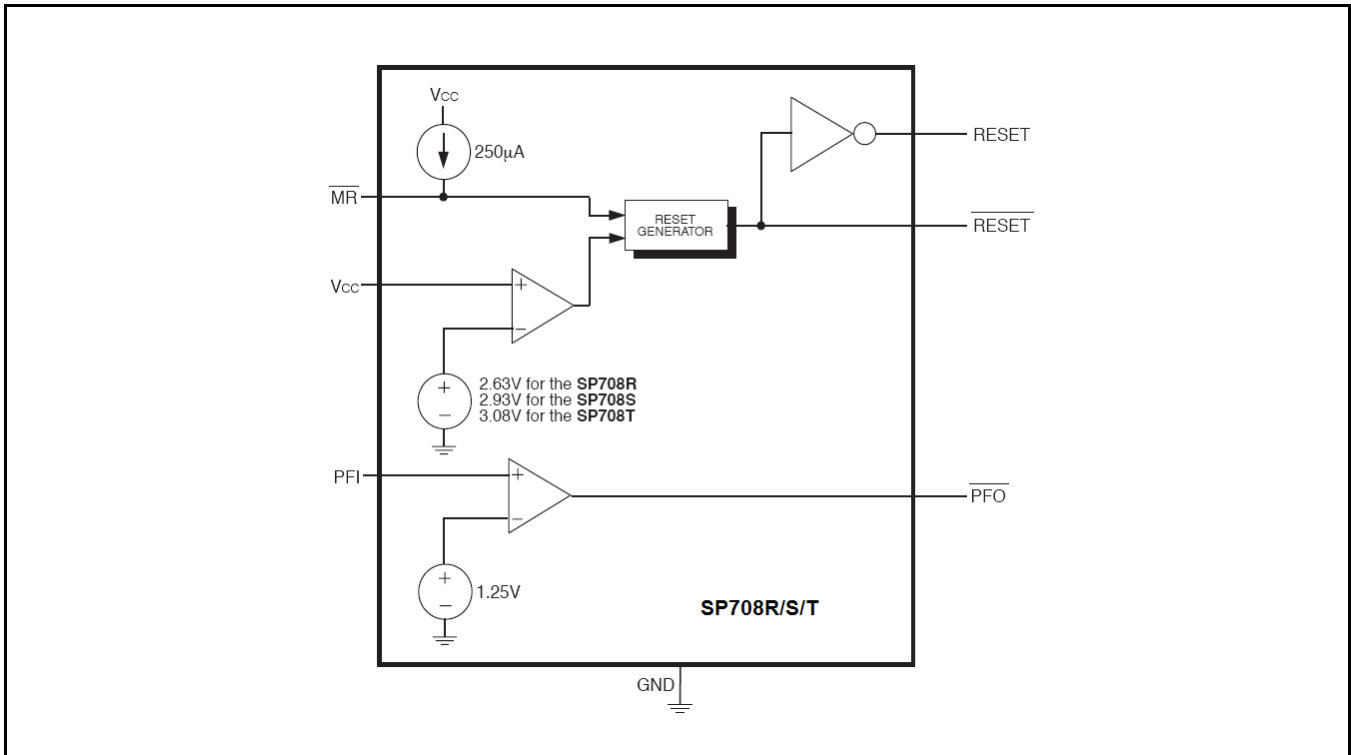 VCC
250µA
MR
RESET
RESET
GENERATOR
RESET
VCC
+
−
+
−
2.63V for the SP708R
2.93V for the SP708S
3.08V for the SP708T
PFI
+
−
PFO
+
−
1.25V
SP708R/S/T
GND